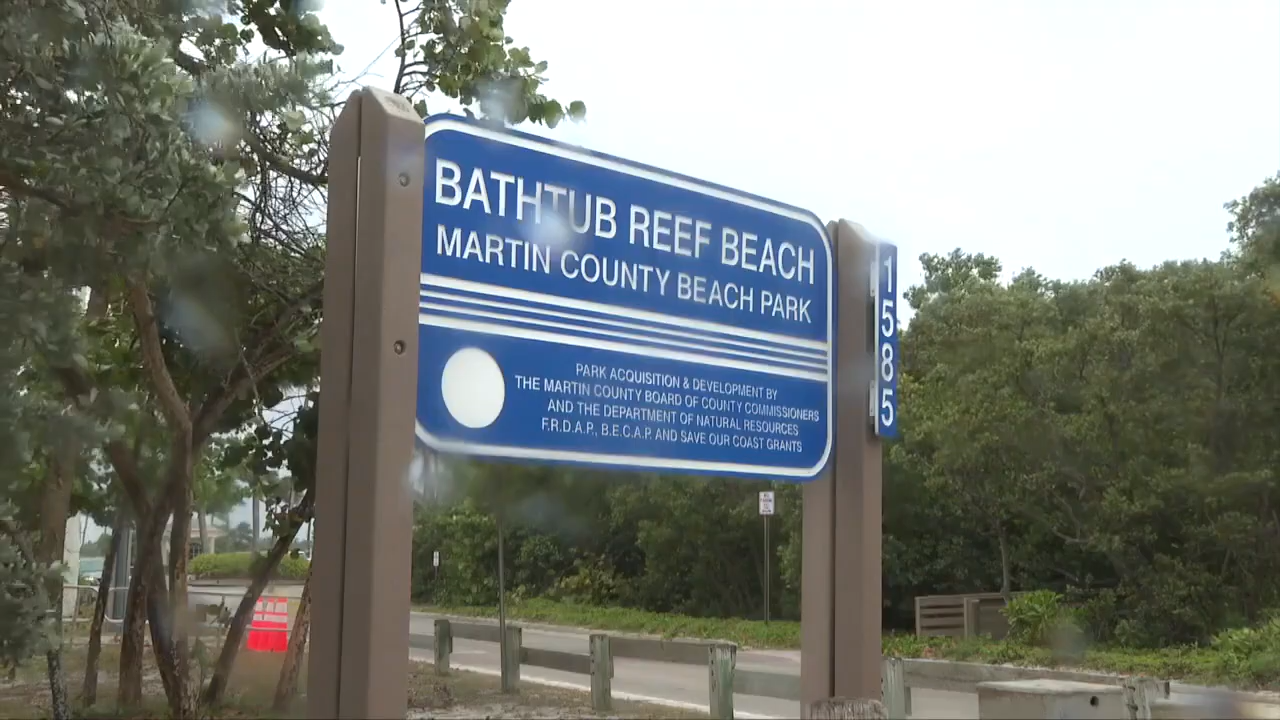 BATHTUB REEF BEACH
MARTIN COUNTY BEACH PARK
PARK ACQUISITION & DEVELOPMENT BY
THE MARTIN COUNTY BOARD OF COUNTY COMMISSIONERS
AND THE DEPARTMENT OF NATURAL RESOURCES
F.R.D.A.P., B.E.C.A.P. AND SAVE OUR COAST GRANTS
1585